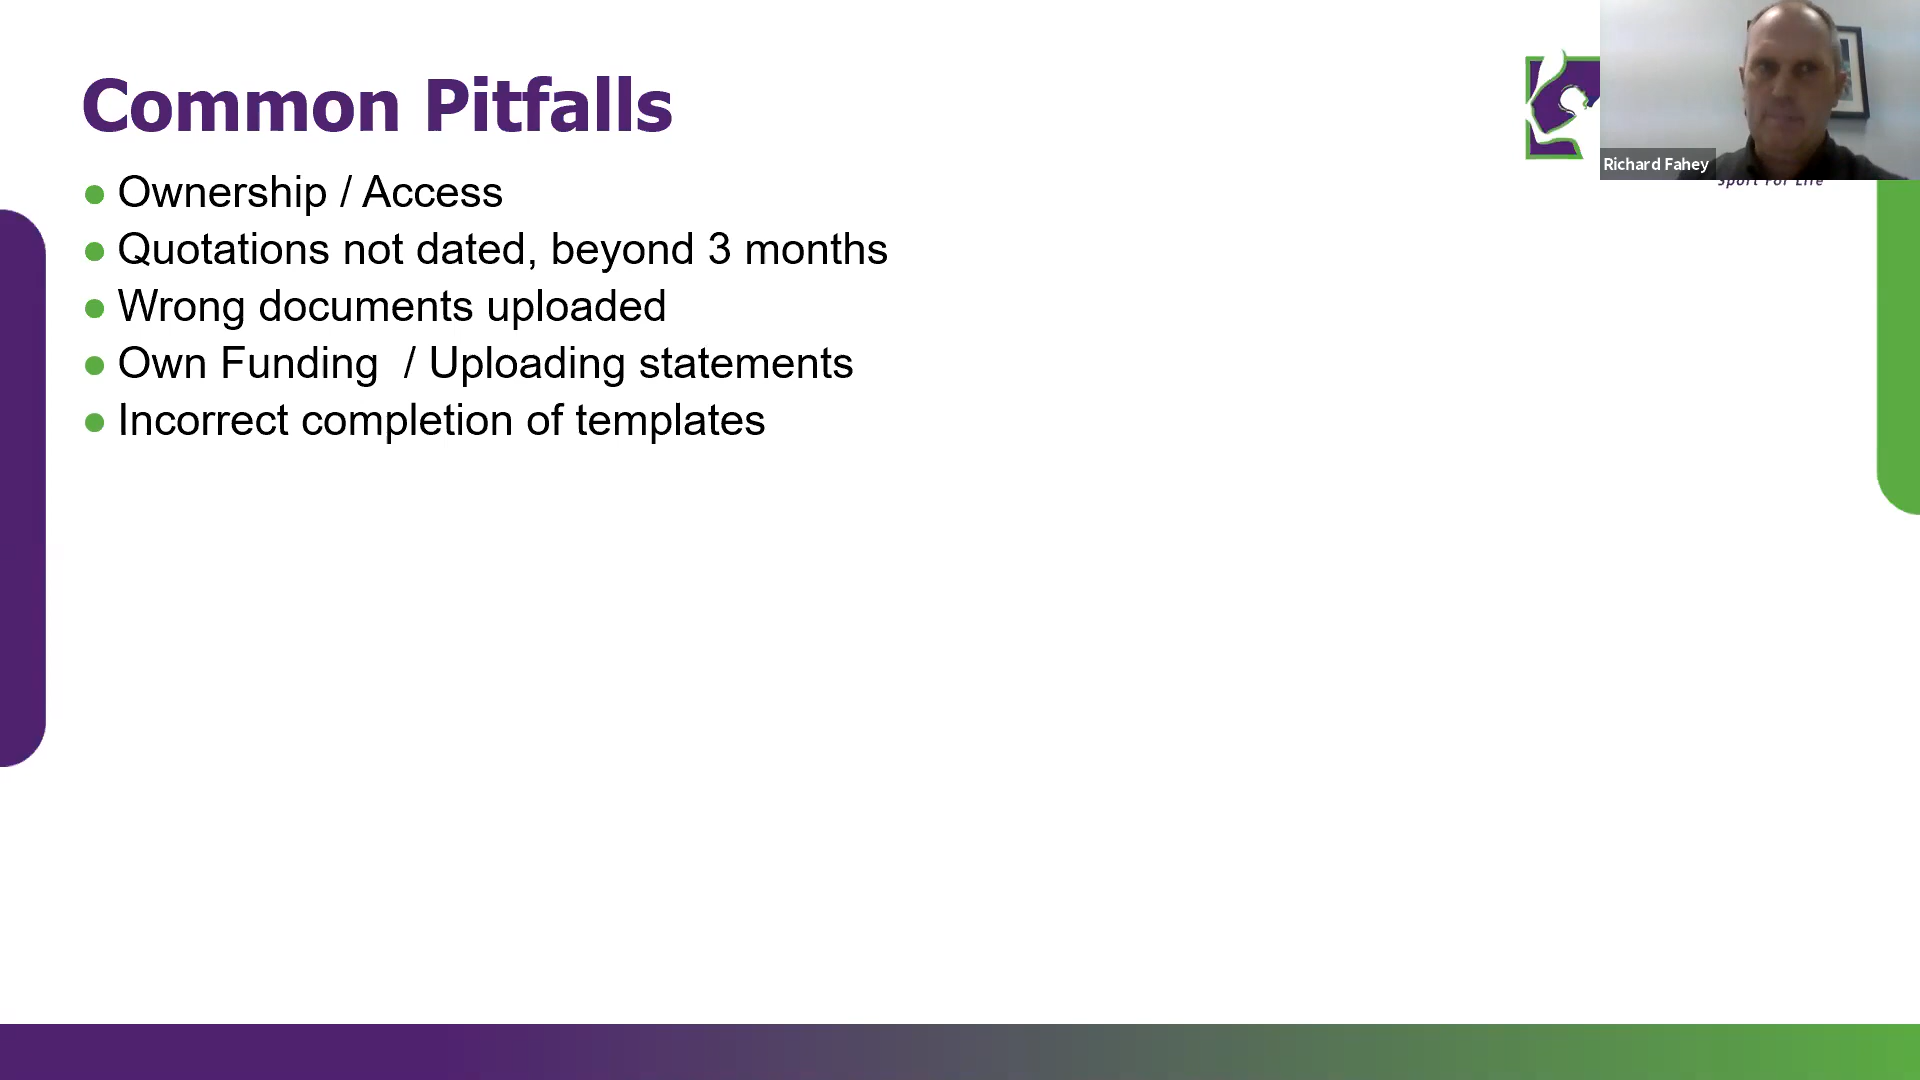 Common Pitfalls
Ownership / Access
Quotations not dated, beyond 3 months
Wrong documents uploaded
Own Funding  / Uploading statements
Incorrect completion of templates
Richard Fahey
Sport For Life